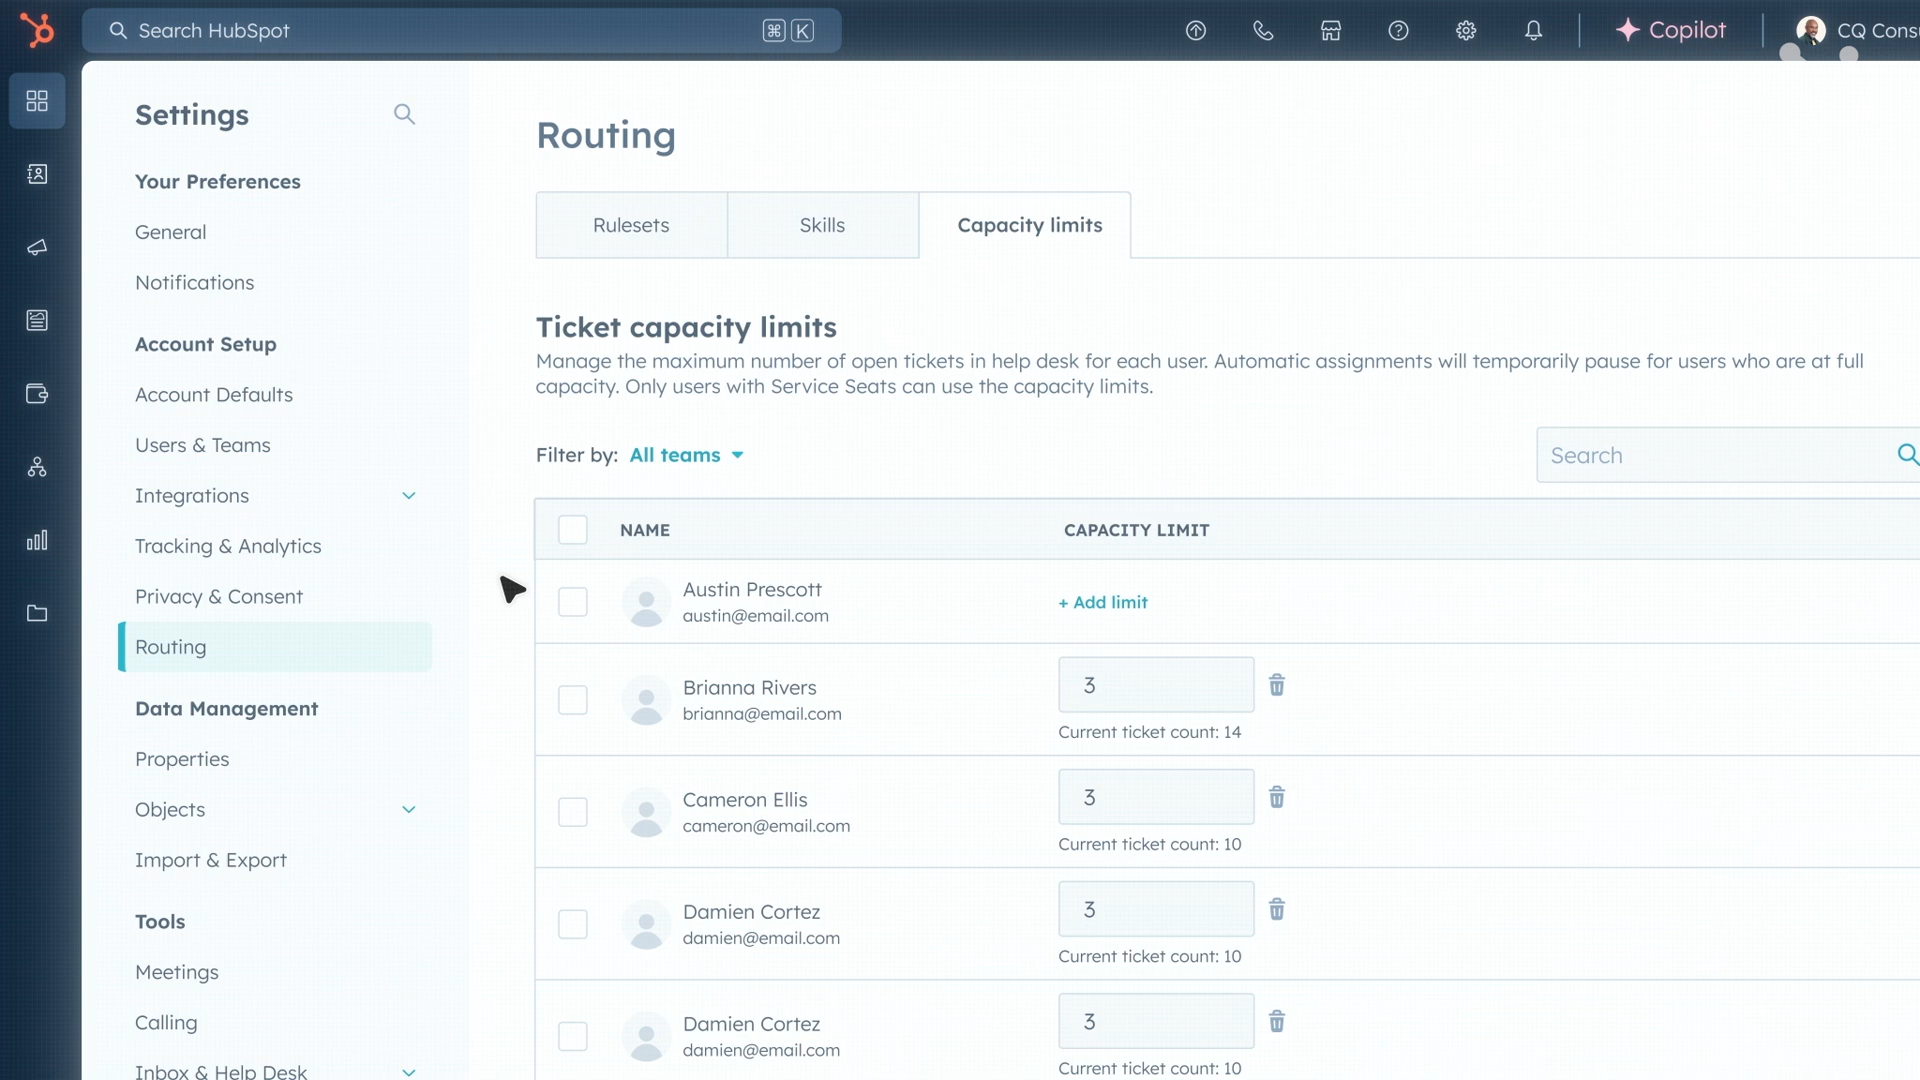 Search HubSpot
⌘ K
Copilot
CQ
Settings
Your Preferences
General
Notifications
Account Setup
Account Defaults
Users & Teams
Integrations
Tracking & Analytics
Privacy & Consent
Routing
Data Management
Properties
Objects
Import & Export
Tools
Meetings
Calling
Inbox & Help Desk
Routing
Rulesets
Skills
Capacity limits
Ticket capacity limits
Manage the maximum number of open tickets in help desk for each user. Automatic assignments will temporarily pause for users who are at full
capacity. Only users with Service Seats can use the capacity limits.
Filter by: All teams
Search
NAME
CAPACITY LIMIT
Austin Prescott
austin@email.com
+ Add limit
Brianna Rivers
brianna@email.com
3
Current ticket count: 14
Cameron Ellis
cameron@email.com
3
Current ticket count: 10
Damien Cortez
damien@email.com
3
Current ticket count: 10
Damien Cortez
damien@email.com
3
Current ticket count: 10